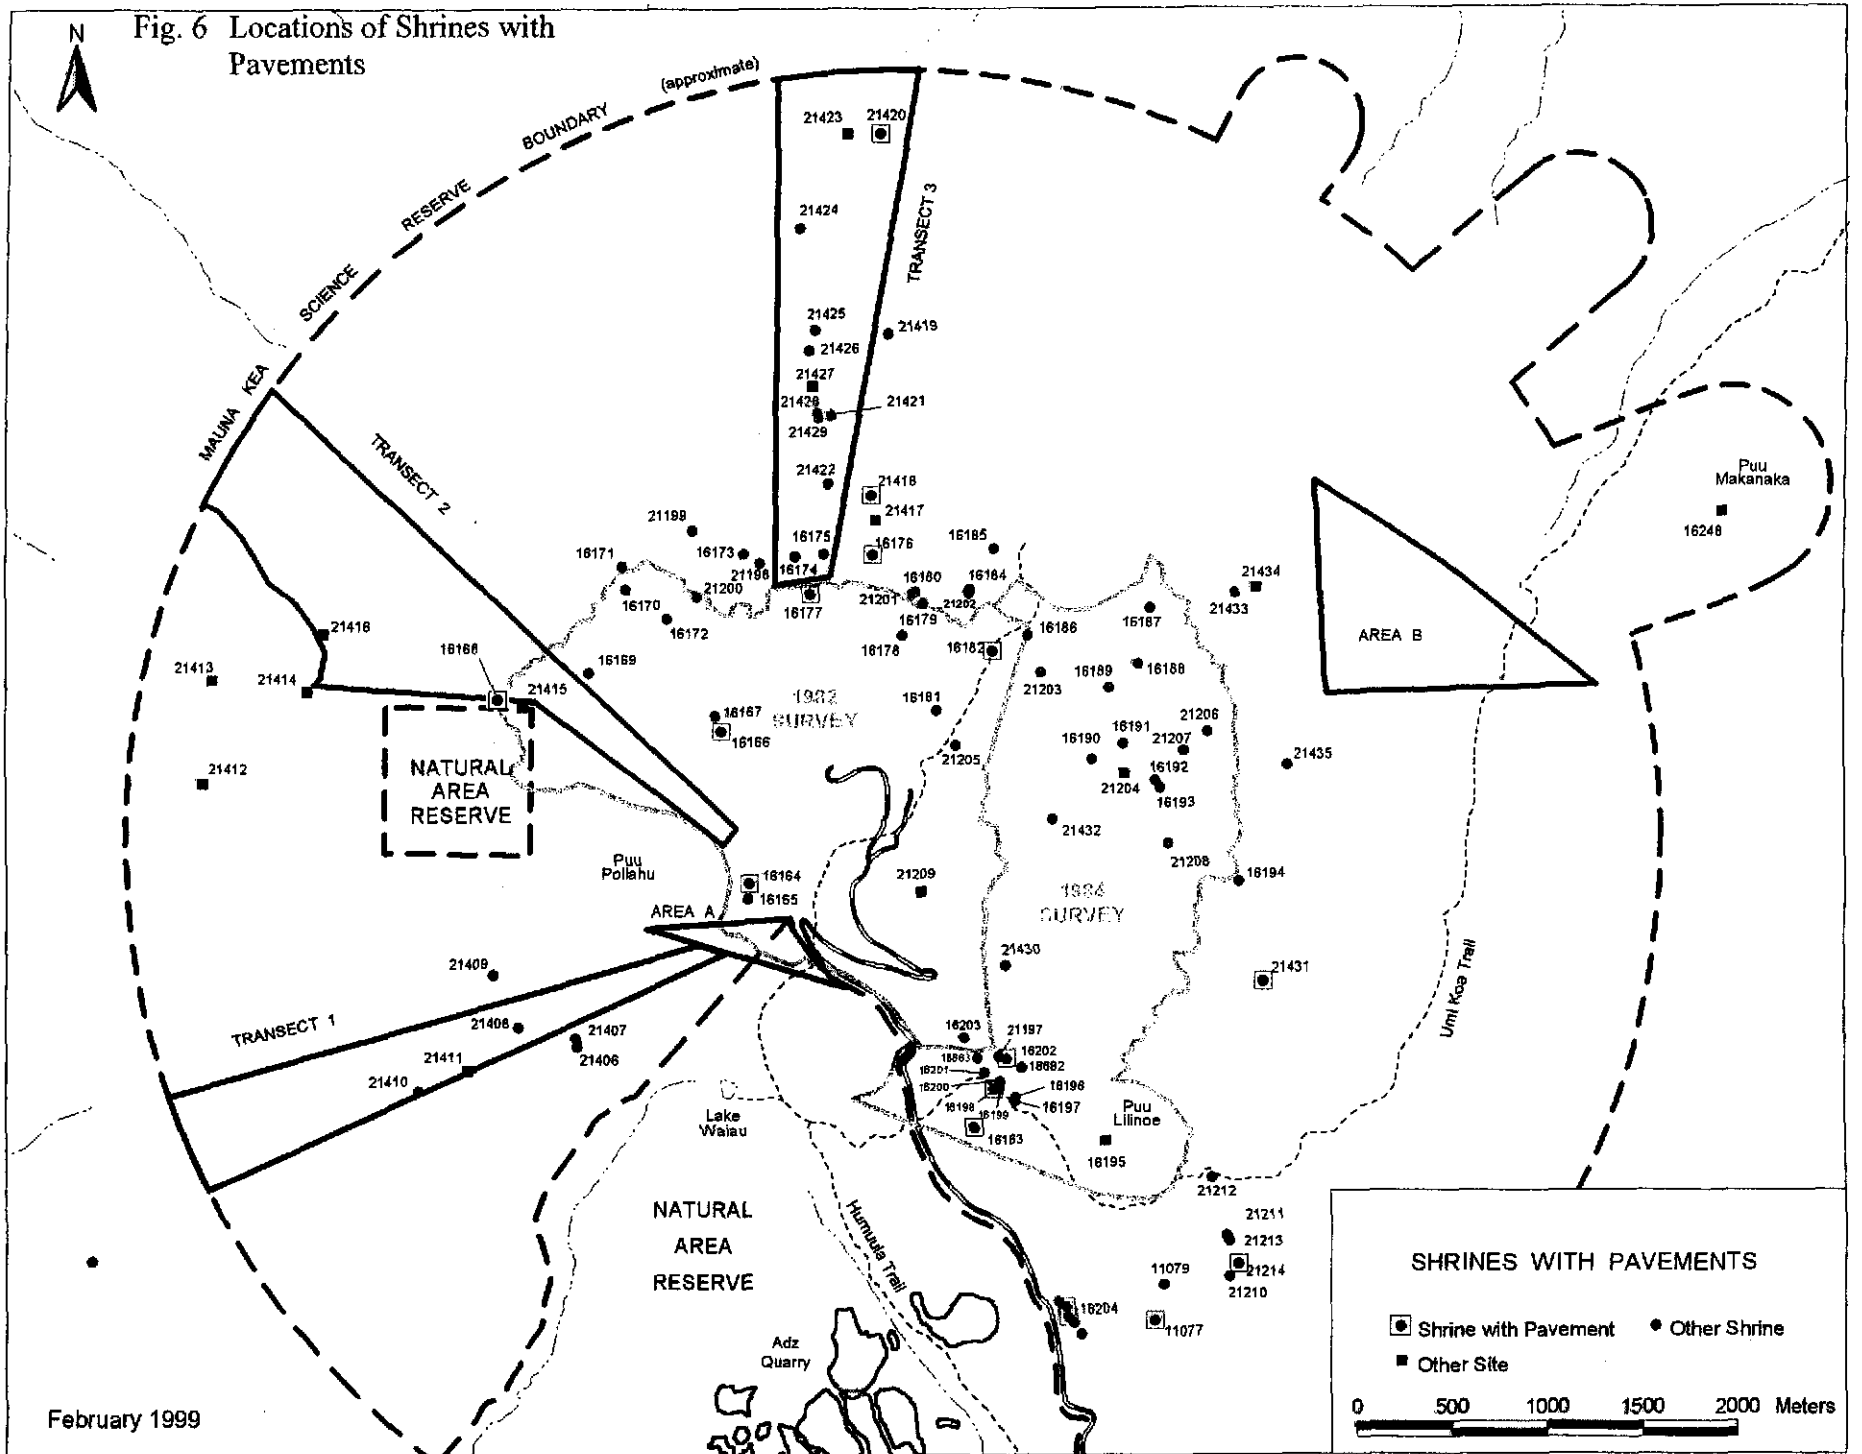 Fig. 6 Locations of Shrines with
Pavements
N
(approximate)
BOUNDARY
RESERVE
SCIENCE
MAUNA KEA
21423
21420
21424
TRANSECT 3
21425
21419
21426
21427
21428
21421
21429
TRANSECT 2
21422
21418
21417
21199
16173
16175
16176
16185
16171
21198
16174
16180
16184
21434
21200
21201
21202
21433
16170
16177
16179
16187
16172
16178
16182
16186
21416
16168
16169
21413
21414
21415
16189
16188
21203
AREA B
Puu
Makanaka
16248
1982
SURVEY
16181
16167
16166
21206
16191
16190
21207
21205
21435
16192
21204
16193
21412
NATURAL
AREA
RESERVE
21432
21208
Puu
Poliahu
16164
16165
21209
16194
1984
SURVEY
AREA A
21430
21409
21431
TRANSECT 1
21408
21407
21406
21411
21410
Umi Koa Trail
16203
21197
16202
16201
16200
16196
16198
16199
16197
16163
Lake
Waiau
Puu
Lilinoe
16195
21212
NATURAL
AREA
RESERVE
Humuula Trail
21211
21213
21214
21210
11079
16204
11077
Adz
Quarry
SHRINES WITH PAVEMENTS
Shrine with Pavement
Other Shrine
Other Site
0 500 1000 1500 2000 Meters
February 1999